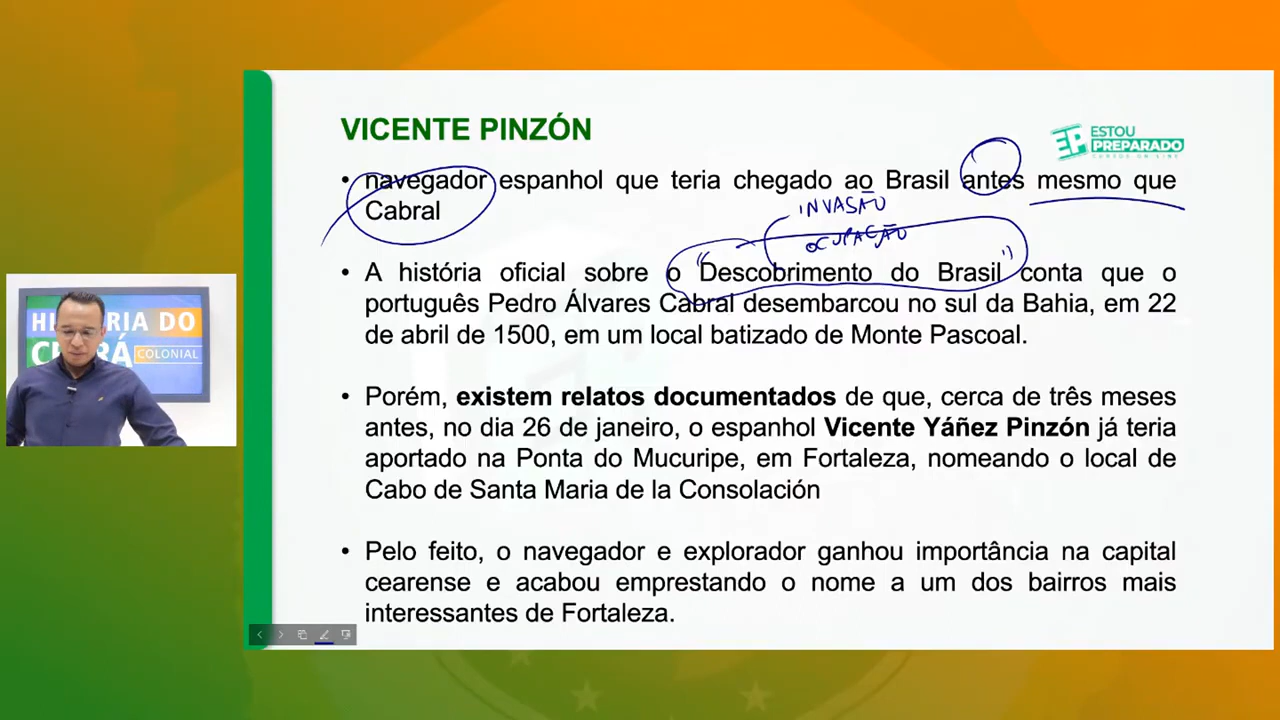 VICENTE PINZÓN
ESTOU
PREPARADO
CURSOS ON-LINE
• navegador espanhol que teria chegado ao Brasil antes mesmo que
Cabral
INVASÃO
OCUPAÇÃO
• A história oficial sobre o "Descobrimento do Brasil" conta que o
português Pedro Álvares Cabral desembarcou no sul da Bahia, em 22
de abril de 1500, em um local batizado de Monte Pascoal.
• Porém, existem relatos documentados de que, cerca de três meses
antes, no dia 26 de janeiro, o espanhol Vicente Yáñez Pinzón já teria
aportado na Ponta do Mucuripe, em Fortaleza, nomeando o local de
Cabo de Santa Maria de la Consolación
• Pelo feito, o navegador e explorador ganhou importância na capital
cearense e acabou emprestando o nome a um dos bairros mais
interessantes de Fortaleza.
COLONIAL